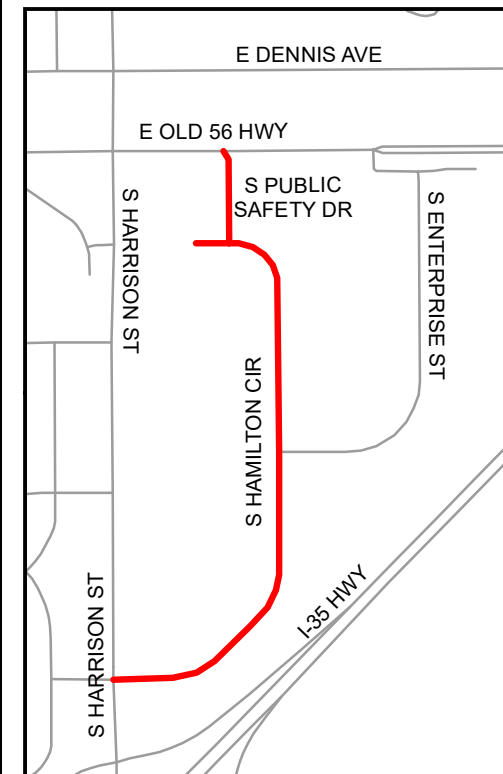 E DENNIS AVE
E OLD 56 HWY
S PUBLIC
SAFETY DR
S HARRISON ST
S ENTERPRISE ST
S HAMILTON CIR
I-35 HWY
S HARRISON ST